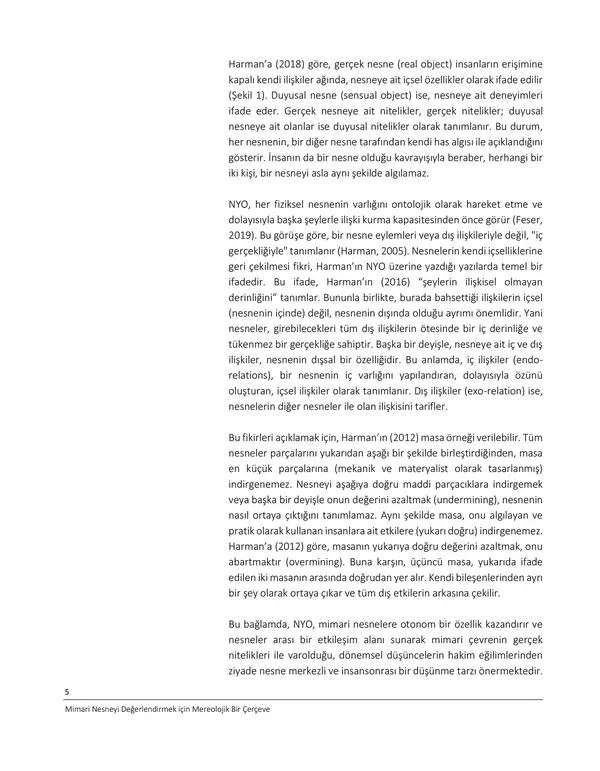 Harman’a (2018) göre, gerçek nesne (real object) insanların erişimine
kapalı kendi ilişkiler ağında, nesneye ait içsel özellikler olarak ifade edilir
(Şekil 1). Duyusal nesne (sensual object) ise, nesneye ait deneyimleri
ifade eder. Gerçek nesneye ait nitelikler, gerçek nitelikler; duyusal
nesneye ait olanlar ise duyusal nitelikler olarak tanımlanır. Bu durum,
her nesnenin, bir diğer nesne tarafından kendi has algısı ile açıklandığını
gösterir. İnsanın da bir nesne olduğu kavrayışıyla beraber, herhangi bir
iki kişi, bir nesneyi asla aynı şekilde algılamaz.
NYO, her fiziksel nesnenin varlığını ontolojik olarak hareket etme ve
dolayısıyla başka şeylerle ilişki kurma kapasitesinden önce görür (Feser,
2019). Bu görüşe göre, bir nesne eylemleri veya dış ilişkileriyle değil, "iç
gerçekliğiyle" tanımlanır (Harman, 2005). Nesnelerin kendi içselliklerine
geri çekilmesi fikri, Harman’ın NYO üzerine yazdığı yazılarda temel bir
ifadedir. Bu ifade, Harman’ın (2016) “şeylerin ilişkisel olmayan
derinliğini” tanımlar. Bununla birlikte, burada bahsettiği ilişkilerin içsel
(nesnenin içinde) değil, nesnenin dışında olduğu ayrımı önemlidir. Yani
nesneler, girebilecekleri tüm dış ilişkilerin ötesinde bir iç derinliğe ve
tükenmez bir gerçekliğe sahiptir. Başka bir deyişle, nesneye ait iç ve dış
ilişkiler, nesnenin dışsal bir özelliğidir. Bu anlamda, iç ilişkiler (endo-
relations), bir nesnenin iç varlığını yapılandıran, dolayısıyla özünü
oluşturan, içsel ilişkiler olarak tanımlanır. Dış ilişkiler (exo-relation) ise,
nesnelerin diğer nesneler ile olan ilişkisini tarifler.
Bu fikirleri açıklamak için, Harman’ın (2012) masa örneği verilebilir. Tüm
nesneler parçalarını yukarıdan aşağı bir şekilde birleştirdiğinden, masa
en küçük parçalarına (mekanik ve materyalist olarak tasarlanmış)
indirgenemez. Nesneyi aşağıya doğru maddi parçacıklara indirgemek
veya başka bir deyişle onun değerini azaltmak (undermining), nesnenin
nasıl ortaya çıktığını tanımlamaz. Aynı şekilde masa, onu algılayan ve
pratik olarak kullanan insanlara ait etkilere (yukarı doğru) indirgenemez.
Harman’a (2012) göre, masanın yukarıya doğru değerini azaltmak, onu
abartmaktır (overmining). Buna karşın, üçüncü masa, yukarıda ifade
edilen iki masanın arasında doğrudan yer alır. Kendi bileşenlerinden ayrı
bir şey olarak ortaya çıkar ve tüm dış etkilerin arkasına çekilir.
Bu bağlamda, NYO, mimari nesnelere otonom bir özellik kazandırır ve
nesneler arası bir etkileşim alanı sunarak mimari çevrenin gerçek
nitelikleri ile varolduğu, dönemsel düşüncelerin hakim eğilimlerinden
ziyade nesne merkezli ve insansonrası bir düşünme tarzı önermektedir.
5
Mimari Nesneyi Değerlendirmek için Mereolojik Bir Çerçeve